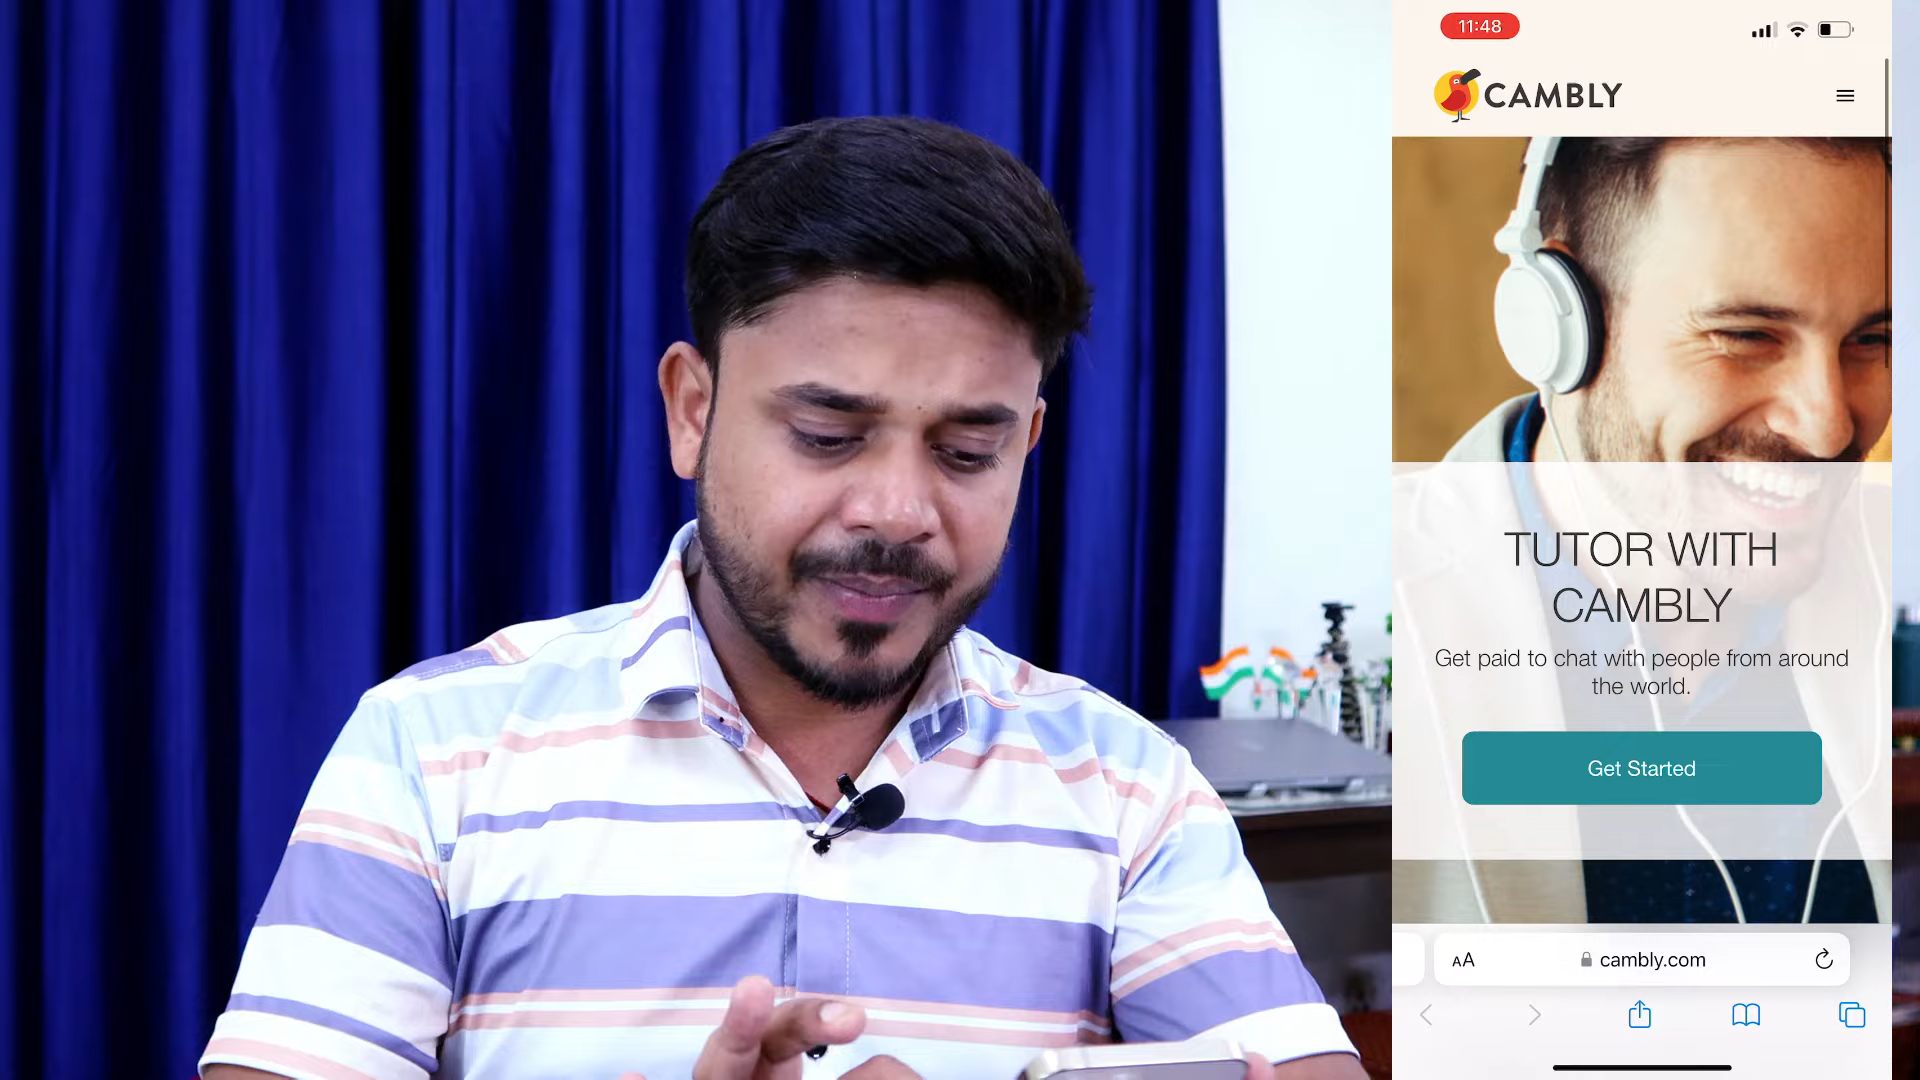 11:48
CAMBLY
TUTOR WITH
CAMBLY
Get paid to chat with people from around
the world.
Get Started
AA
cambly.com